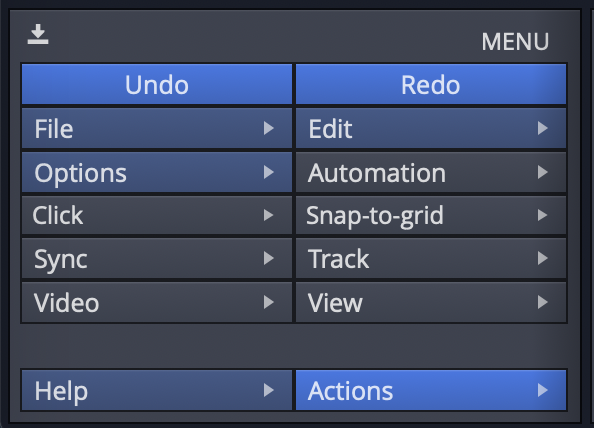 MENU
Undo Redo
File Edit
Options Automation
Click Snap-to-grid
Sync Track
Video View
Help Actions